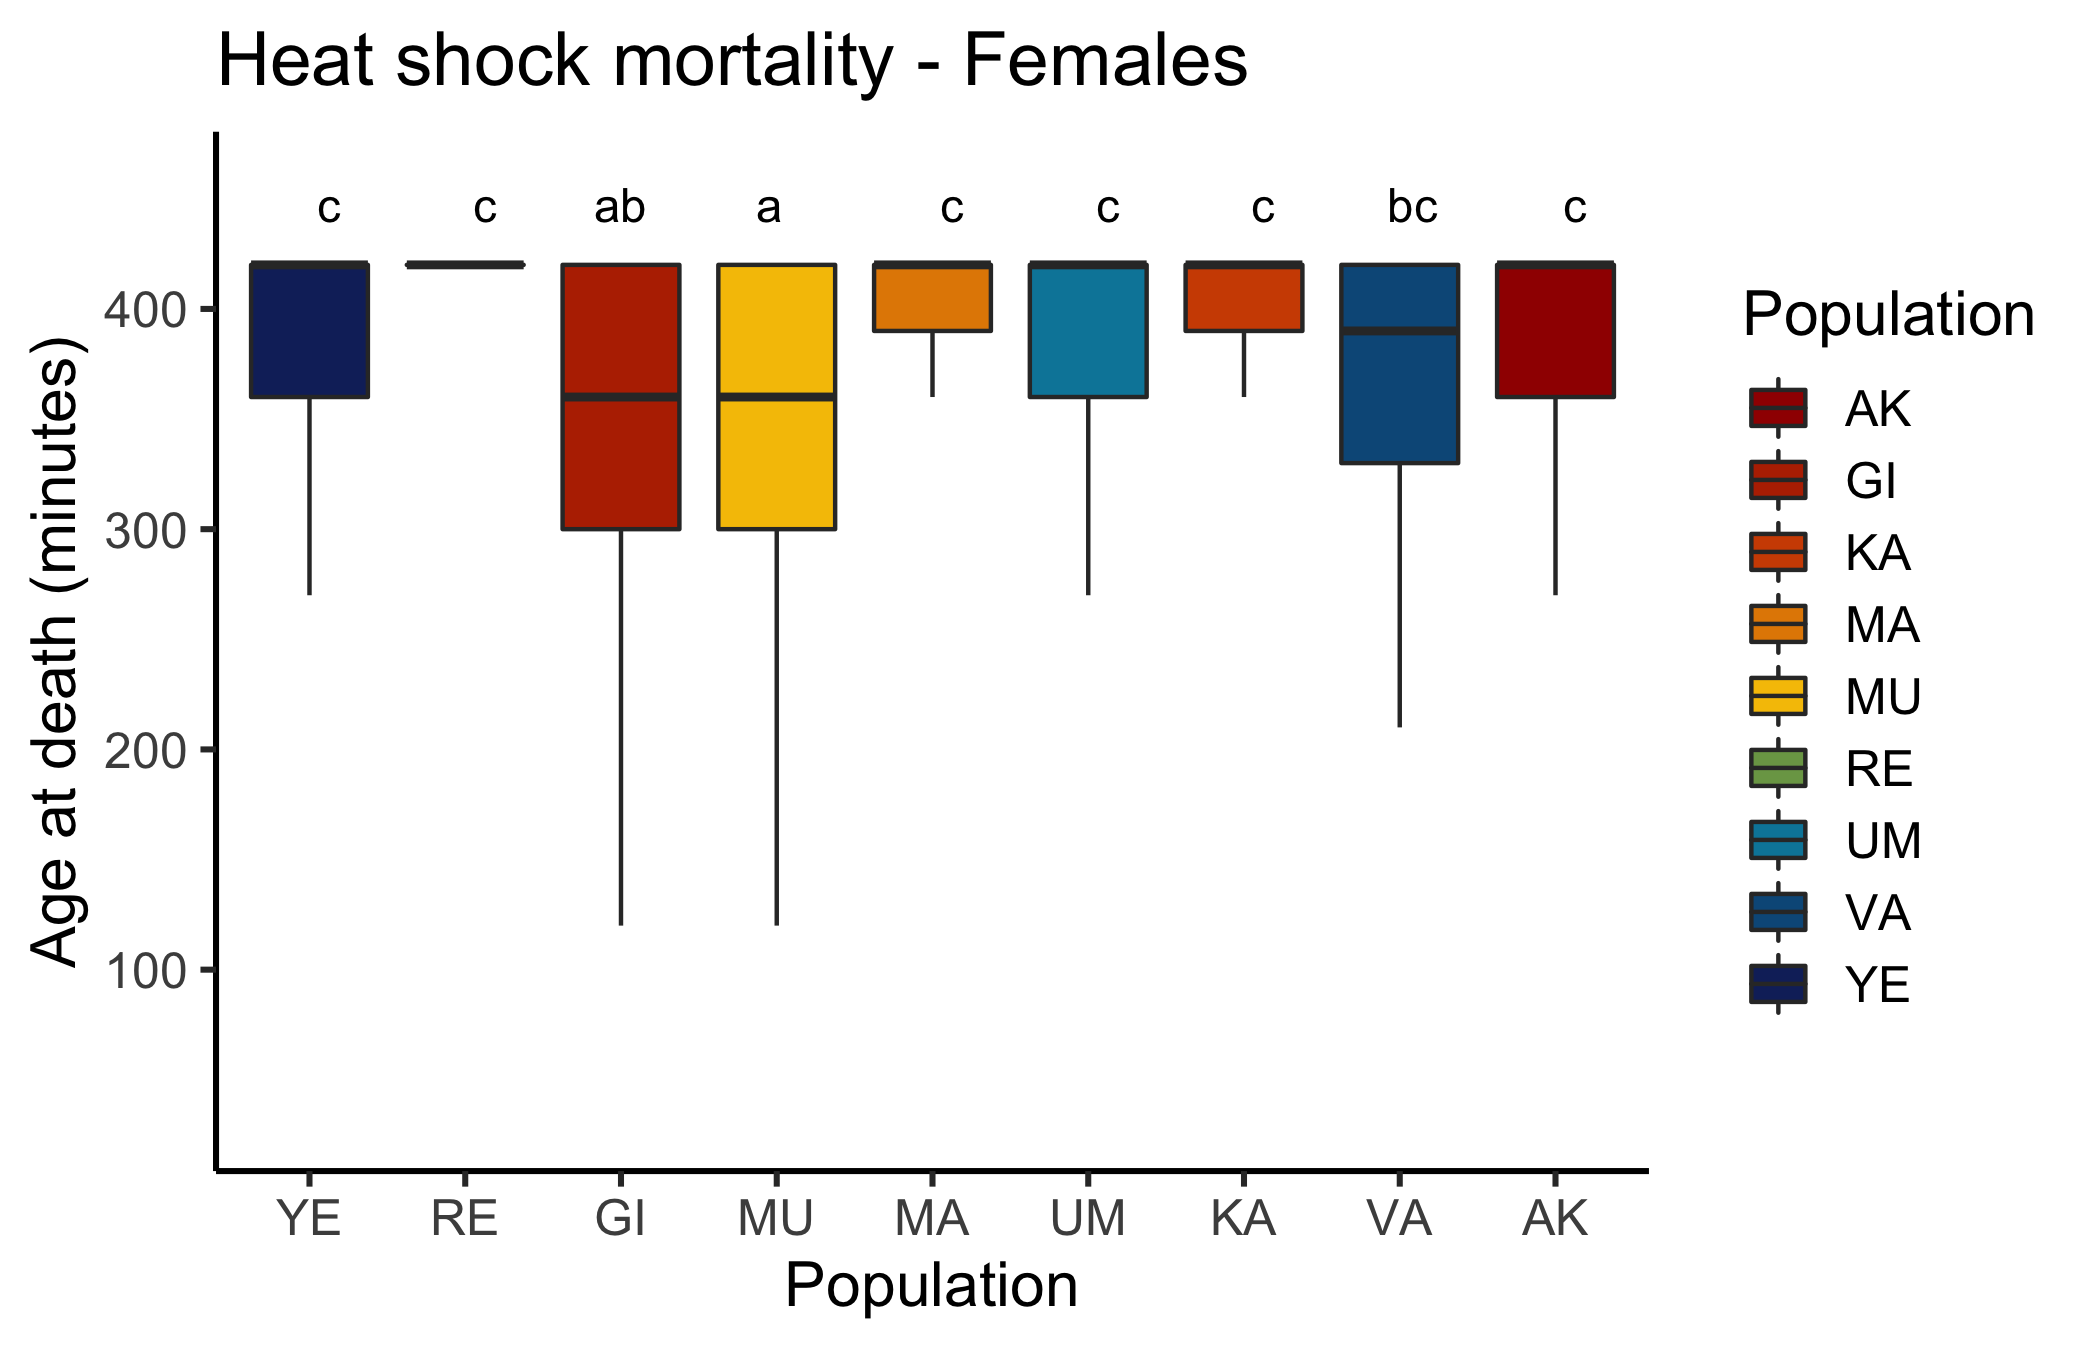 Heat shock mortality - Females
c c ab a c c c bc c
Age at death (minutes)
400
300
200
100
YE RE GI MU MA UM KA VA AK
Population
Population
AK
GI
KA
MA
MU
RE
UM
VA
YE